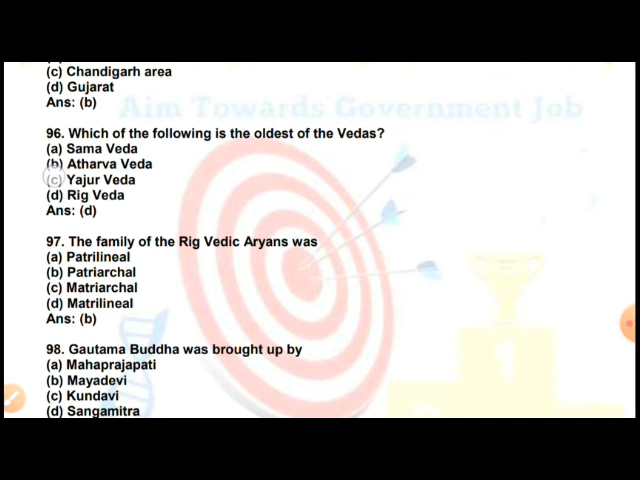 (c) Chandigarh area
(d) Gujarat
Ans: (b)
Aim Towards Government Job
96. Which of the following is the oldest of the Vedas?
(a) Sama Veda
(b) Atharva Veda
(c) Yajur Veda
(d) Rig Veda
Ans: (d)
97. The family of the Rig Vedic Aryans was
(a) Patrilineal
(b) Patriarchal
(c) Matriarchal
(d) Matrilineal
Ans: (b)
98. Gautama Buddha was brought up by
(a) Mahaprajapati
(b) Mayadevi
(c) Kundavi
(d) Sangamitra
1